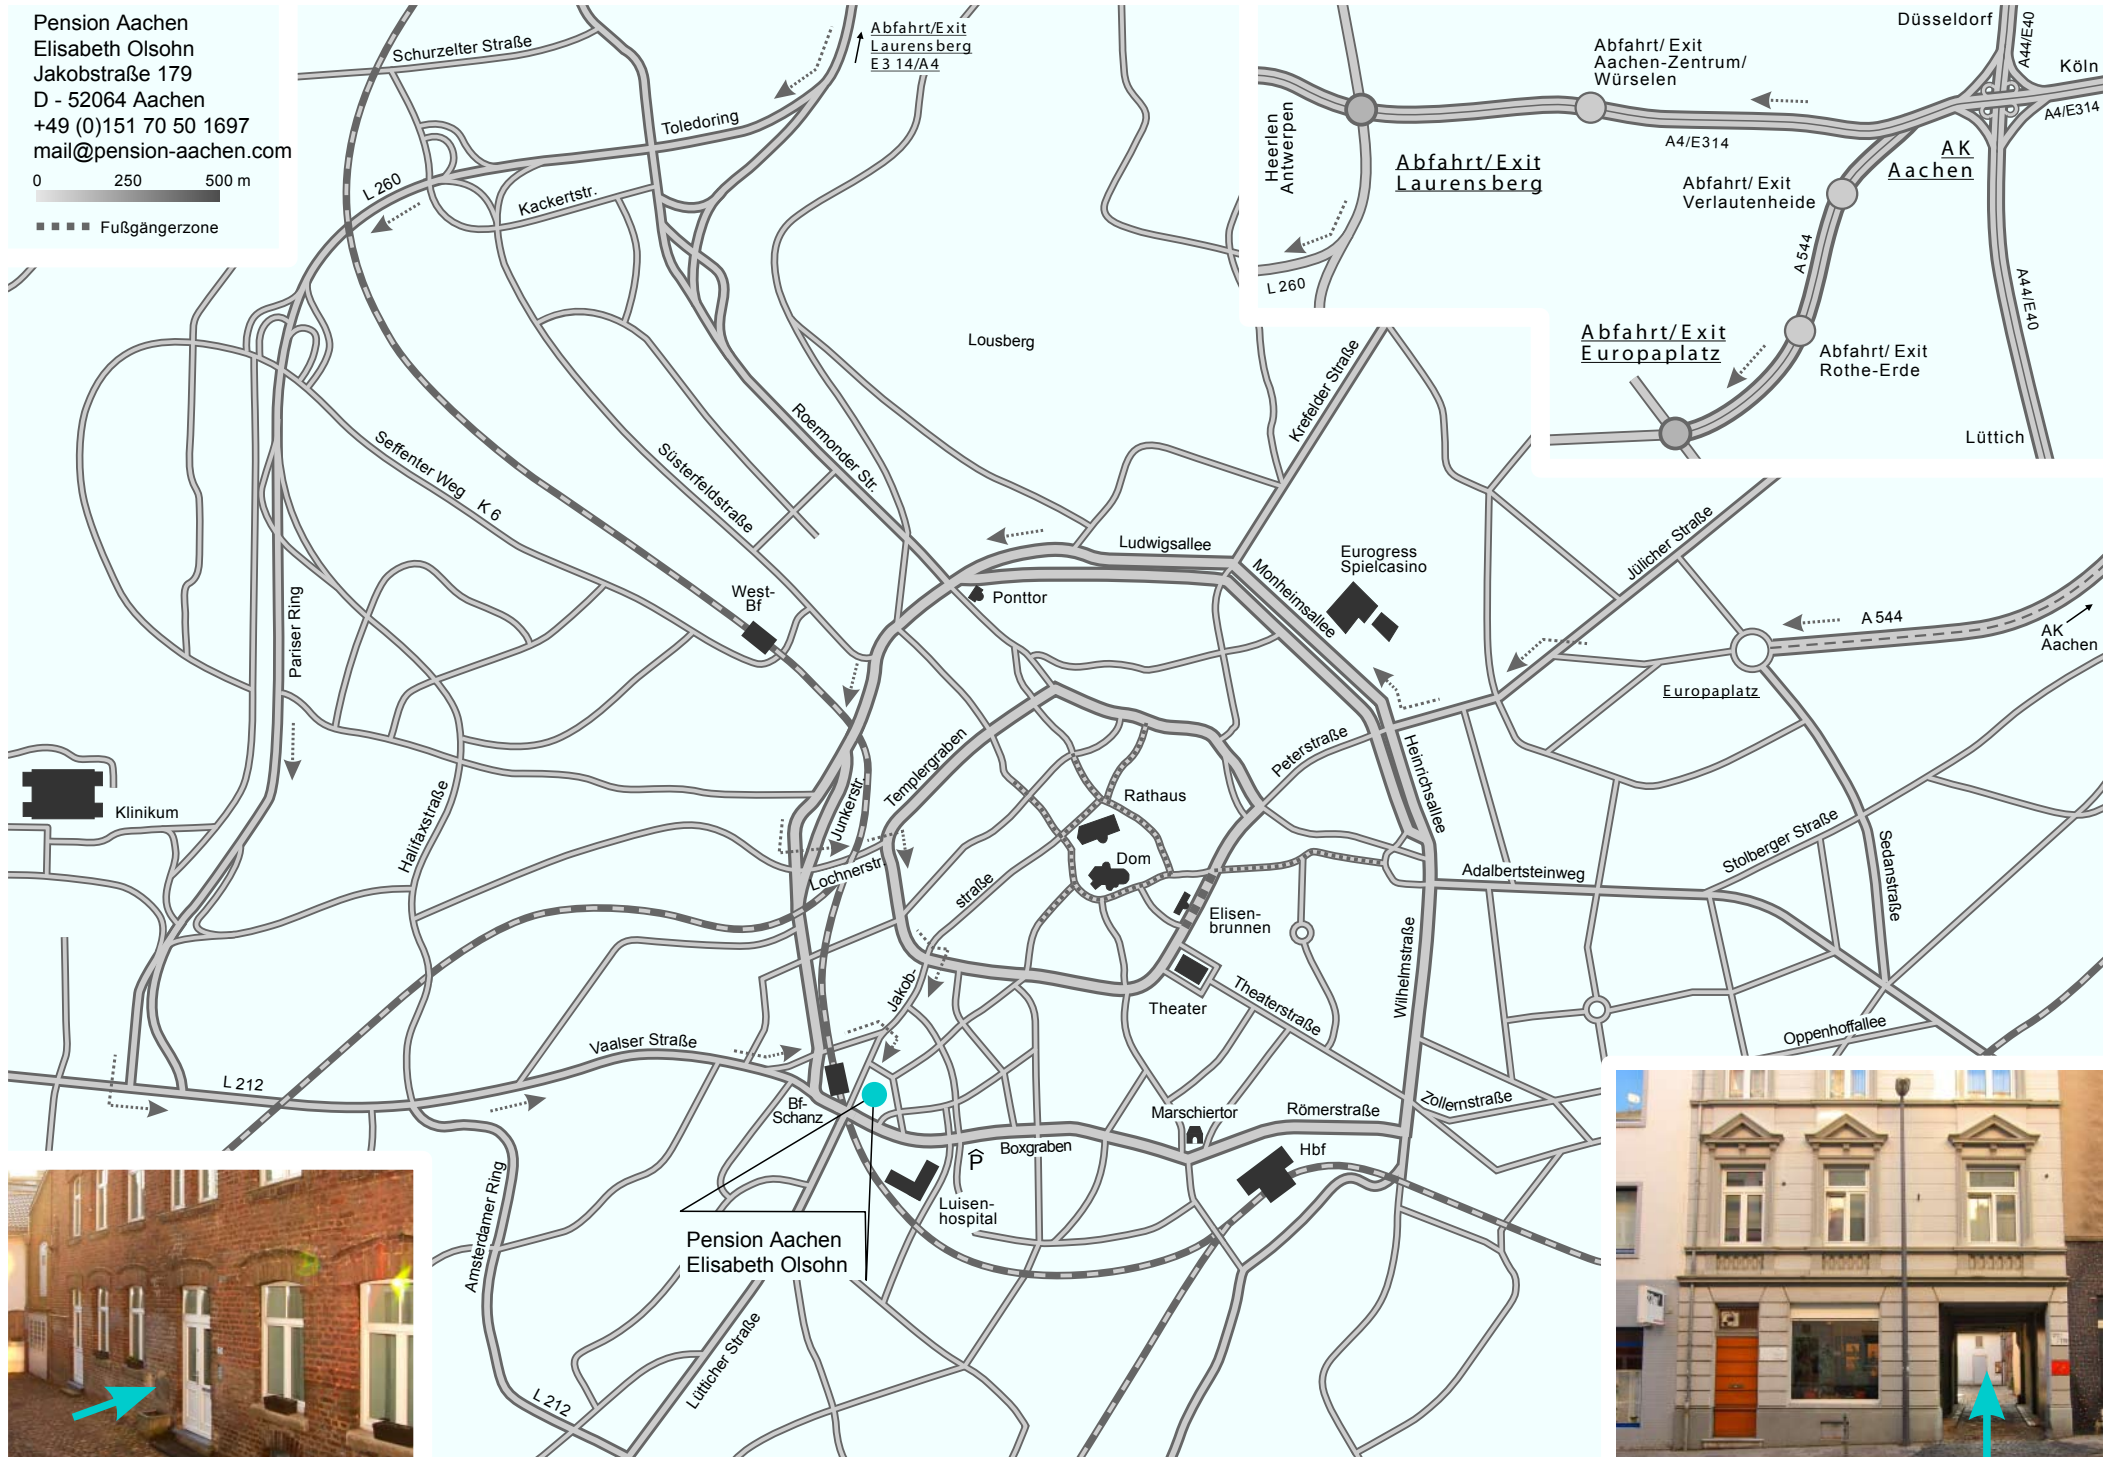 Pension Aachen
Elisabeth Olsohn
Jakobstraße 179
D - 52064 Aachen
+49 (0)151 70 50 1697
mail@pension-aachen.com
0 250 500 m
Fußgängerzone
Schurzelter Straße
Abfahrt/Exit
Laurensberg
E3 14/A4
Toledoring
L 260
Kackertstr.
Lousberg
Roermonder Str.
Krefelder Straße
Seffenter Weg K 6
Süsterfeldstraße
Düsseldorf
A44/E40
Köln
A4/E314
Abfahrt/ Exit
Aachen-Zentrum/
Würselen
A4/E314
Heerlen
Antwerpen
Abfahrt/Exit
Laurensberg
AK
Aachen
Abfahrt/ Exit
Verlautenheide
A 544
L 260
A44/E40
Abfahrt/Exit
Europaplatz
Abfahrt/ Exit
Rothe-Erde
Lüttich
Ludwigsallee
Monheimsallee
Eurogress
Spielcasino
Jülicher Straße
West-
Bf
Ponttor
A 544
AK
Aachen
Europaplatz
Pariser Ring
Templergraben
Peterstraße
Heinrichsallee
Klinikum
Halifaxstraße
Junkerstr.
Rathaus
Dom
Lochnerstr.
Adalbertsteinweg
Stolberger Straße
Sedanstraße
Elisen-
brunnen
Jakob-
straße
Theater
Theaterstraße
Wilhelmstraße
Oppenhoffallee
Vaalser Straße
L 212
Bf-
Schanz
Marschiertor
Römerstraße
Zollernstraße
Boxgraben
P
Hbf
Luisen-
hospital
Amsterdamer Ring
Pension Aachen
Elisabeth Olsohn
Lütticher Straße
L 212